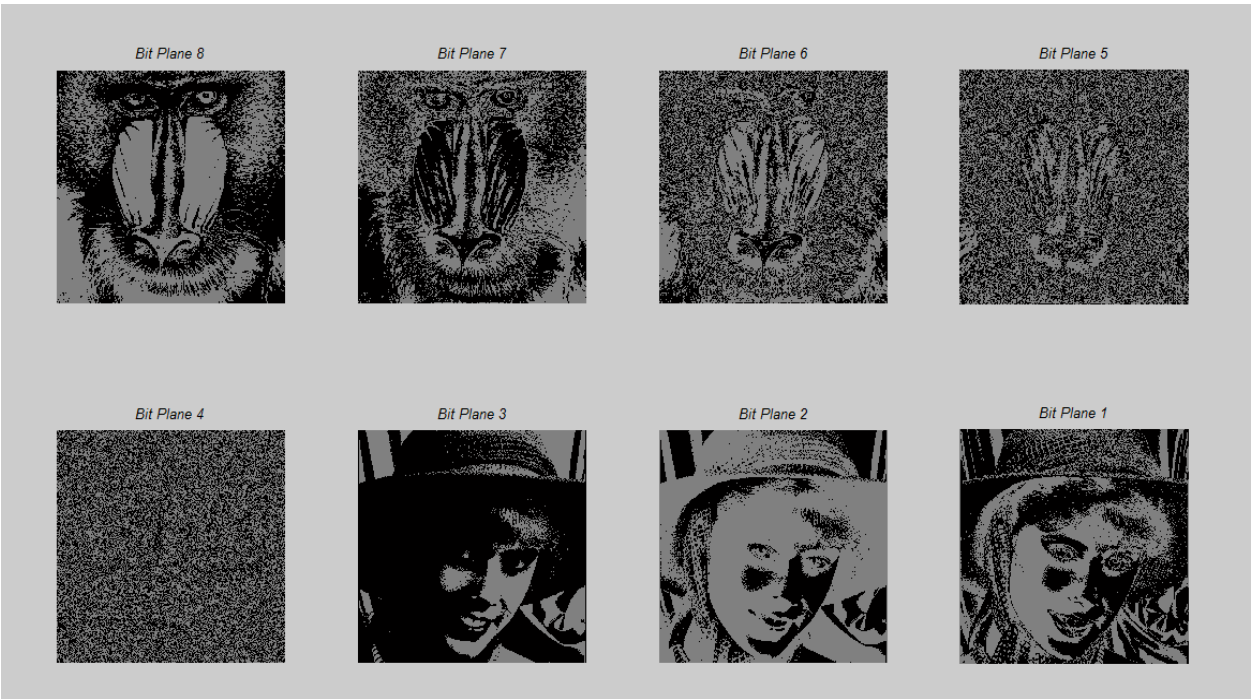 Bit Plane 8
Bit Plane 7
Bit Plane 6
Bit Plane 5
Bit Plane 4
Bit Plane 3
Bit Plane 2
Bit Plane 1